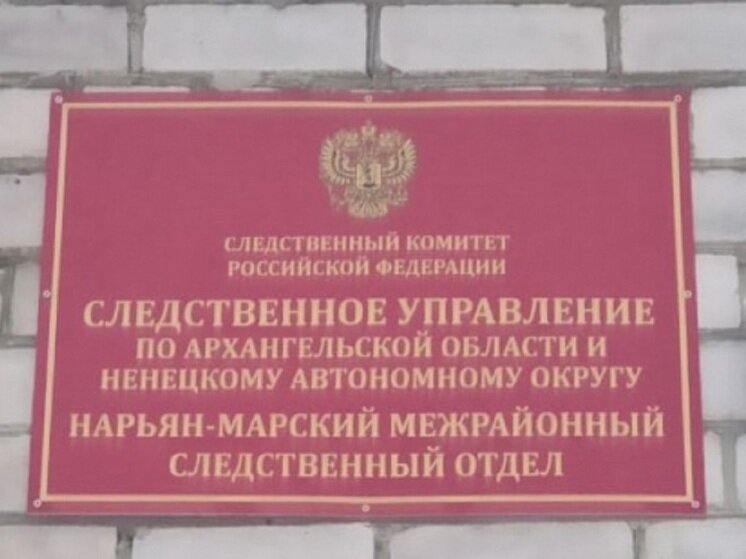 СЛЕДСТВЕННЫЙ КОМИТЕТ
РОССИЙСКОЙ ФЕДЕРАЦИИ
СЛЕДСТВЕННОЕ УПРАВЛЕНИЕ
ПО АРХАНГЕЛЬСКОЙ ОБЛАСТИ И
НЕНЕЦКОМУ АВТОНОМНОМУ ОКРУГУ
НАРЬЯН-МАРСКИЙ МЕЖРАЙОННЫЙ
СЛЕДСТВЕННЫЙ ОТДЕЛ